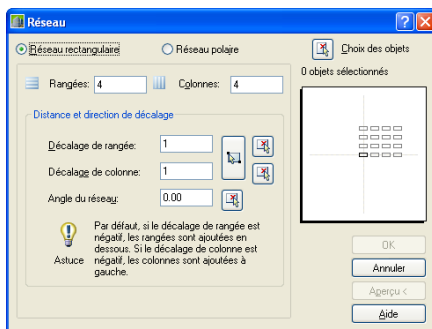 Réseau
Réseau rectangulaire
Réseau polaire
Choix des objets
0 objets sélectionnés
Rangées: 4
Colonnes: 4
Distance et direction de décalage
Décalage de rangée: 1
Décalage de colonne: 1
Angle du réseau: 0.00
Par défaut, si le décalage de rangée est
négatif, les rangées sont ajoutées en
dessous. Si le décalage de colonne est
négatif, les colonnes sont ajoutées à
gauche.
Astuce
OK
Annuler
Aperçu <
Aide